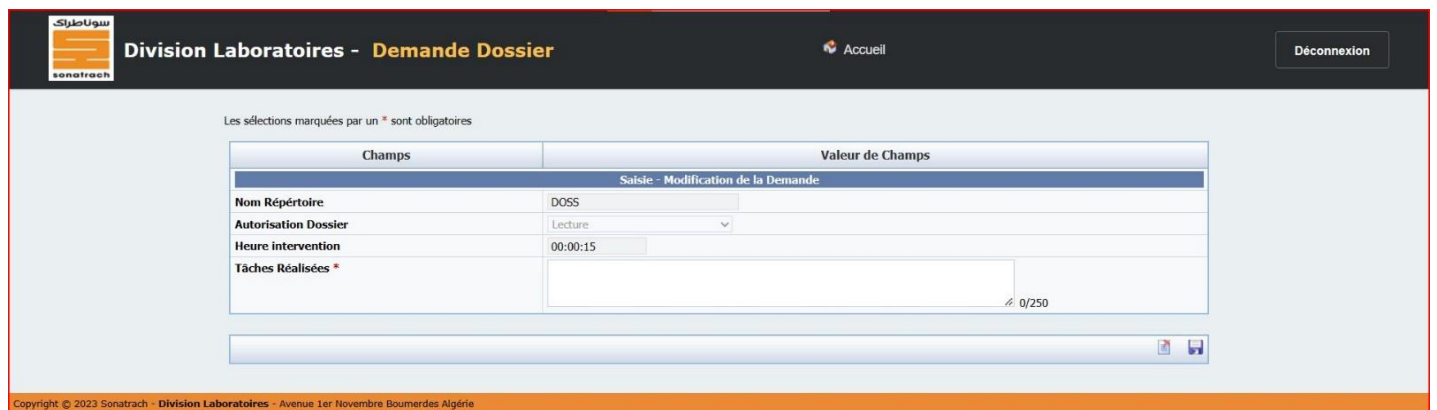 سوناطراك
sonatrach
Division Laboratoires - Demande Dossier
Accueil
Déconnexion
Les sélections marquées par un * sont obligatoires
Champs
Valeur de Champs
Saisie - Modification de la Demande
Nom Répértoire
DOSS
Autorisation Dossier
Lecture
Heure intervention
00:00:15
Tâches Réalisées *
0/250
Copyright © 2023 Sonatrach - Division Laboratoires - Avenue 1er Novembre Boumerdes Algérie